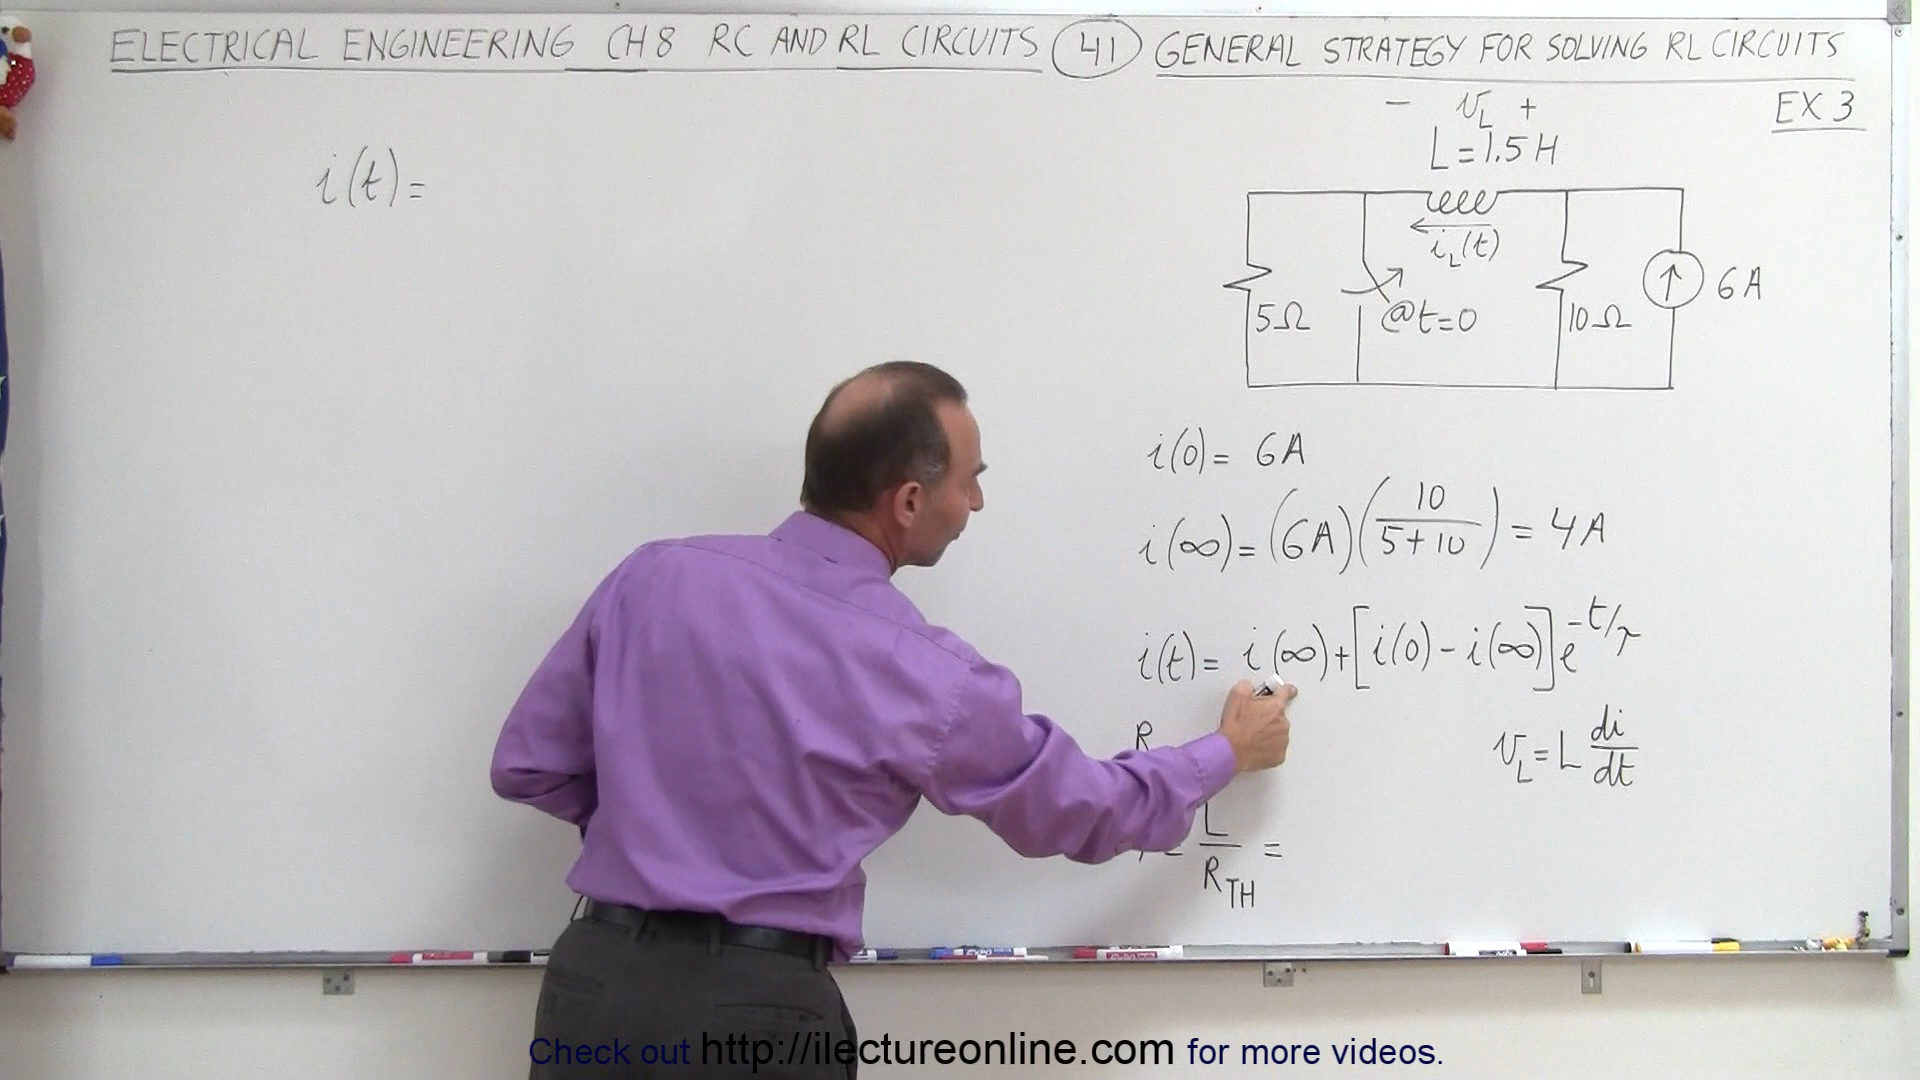 ELECTRICAL ENGINEERING CH 8 RC AND RL CIRCUITS 41 GENERAL STRATEGY FOR SOLVING RL CIRCUITS
EX 3
- v_L +
L = 1.5 H
i_L(t)
5Ω
@t=0
10Ω
6A
i(t) =
i(0) = 6A
i(∞) = (6A)(10/(5+10)) = 4A
i(t) = i(∞) + [i(0) - i(∞)] e^{-t/τ}
R
v_L = L di/dt
L/R_TH =
Check out http://ilectureonline.com for more videos.